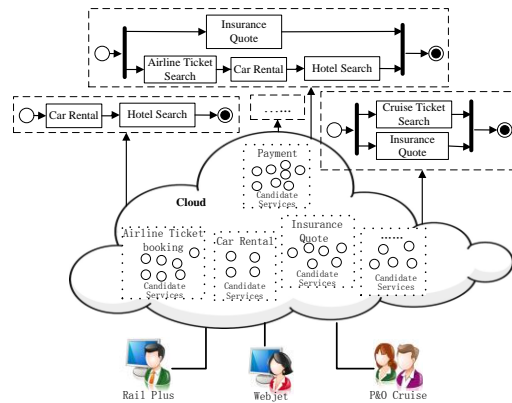 Insurance
Quote
Airline Ticket
Search
Car Rental
Hotel Search
Car Rental
Hotel Search
......
Cruise Ticket
Search
Insurance
Quote
Payment
Candidate
Services
Cloud
Airline Ticket
booking
Candidate
Services
Car Rental
Candidate
Services
Insurance
Quote
Candidate
Services
......
Candidate
Services
Rail Plus
Webjet
P&O Cruise